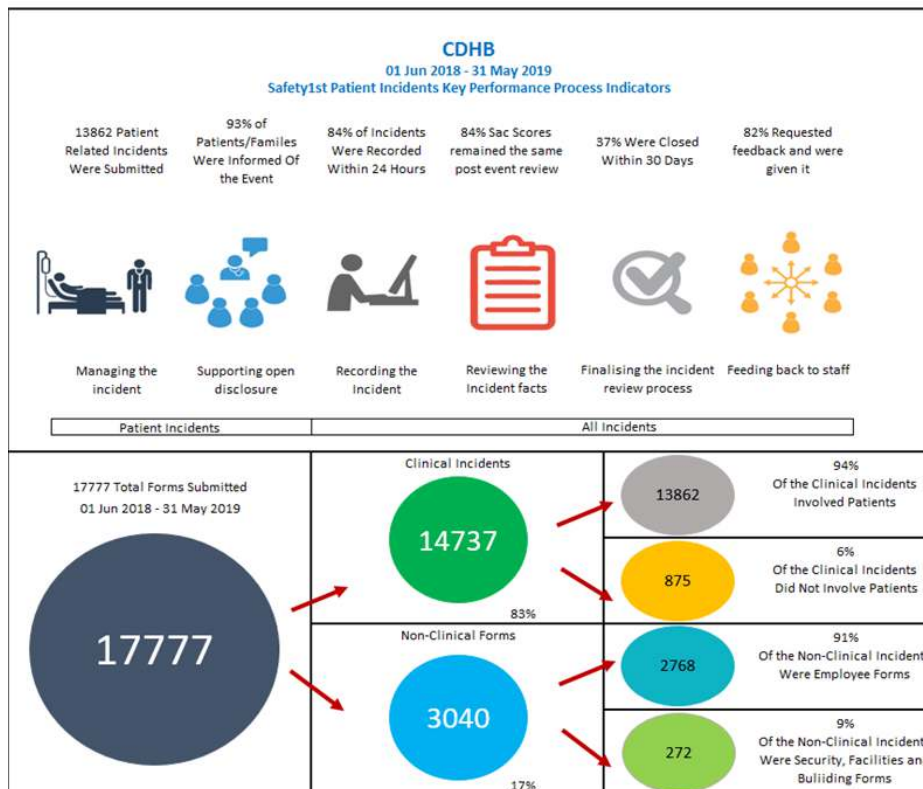 CDHB
01 Jun 2018 - 31 May 2019
Safety1st Patient Incidents Key Performance Process Indicators
13862 Patient
Related Incidents
Were Submitted
93% of
Patients/Familes
Were Informed Of
the Event
84% of Incidents
Were Recorded
Within 24 Hours
84% Sac Scores
remained the same
post event review
37% Were Closed
Within 30 Days
82% Requested
feedback and were
given it
Managing the
incident
Supporting open
disclosure
Recording the
Incident
Reviewing the
Incident facts
Finalising the incident
review process
Feeding back to staff
Patient Incidents
All Incidents
17777 Total Forms Submitted
01 Jun 2018 - 31 May 2019
17777
Clinical Incidents
14737
83%
Non-Clinical Forms
3040
17%
13862
94%
Of the Clinical Incidents
Involved Patients
875
6%
Of the Clinical Incidents
Did Not Involve Patients
2768
91%
Of the Non-Clinical Incident
Were Employee Forms
272
9%
Of the Non-Clinical Incident
Were Security, Facilities an
Buliiding Forms